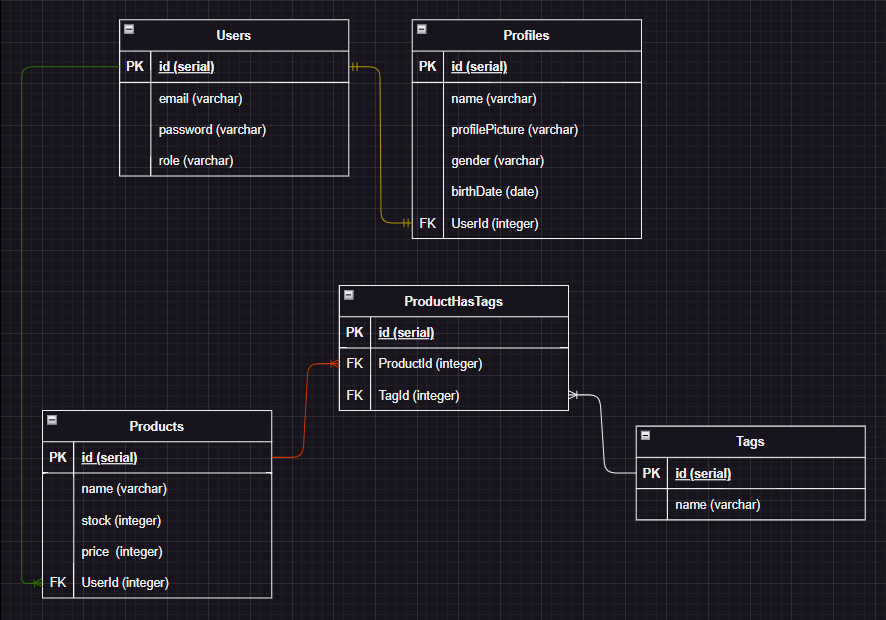 Users
PK id (serial)
email (varchar)
password (varchar)
role (varchar)
Profiles
PK id (serial)
name (varchar)
profilePicture (varchar)
gender (varchar)
birthDate (date)
FK UserId (integer)
ProductHasTags
PK id (serial)
FK ProductId (integer)
FK TagId (integer)
Products
PK id (serial)
name (varchar)
stock (integer)
price  (integer)
FK UserId (integer)
Tags
PK id (serial)
name (varchar)